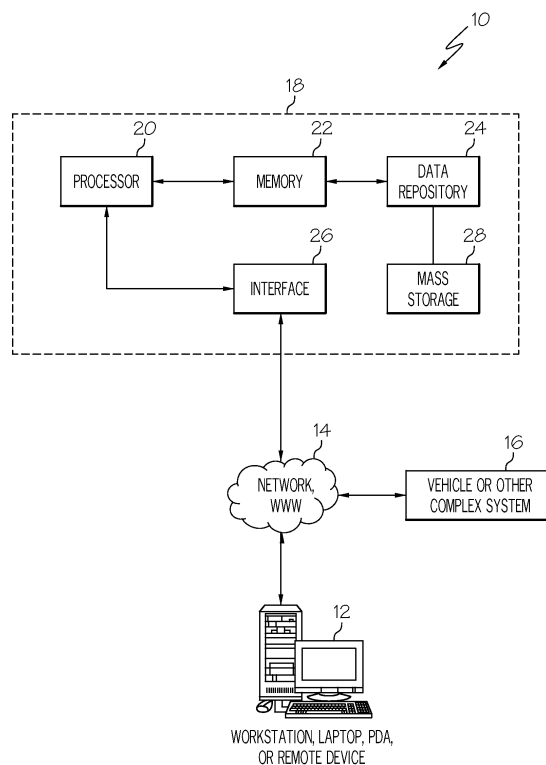 10
18
20
22
24
PROCESSOR
MEMORY
DATA
REPOSITORY
26
28
INTERFACE
MASS
STORAGE
14
16
NETWORK,
WWW
VEHICLE OR OTHER
COMPLEX SYSTEM
12
WORKSTATION, LAPTOP, PDA,
OR REMOTE DEVICE